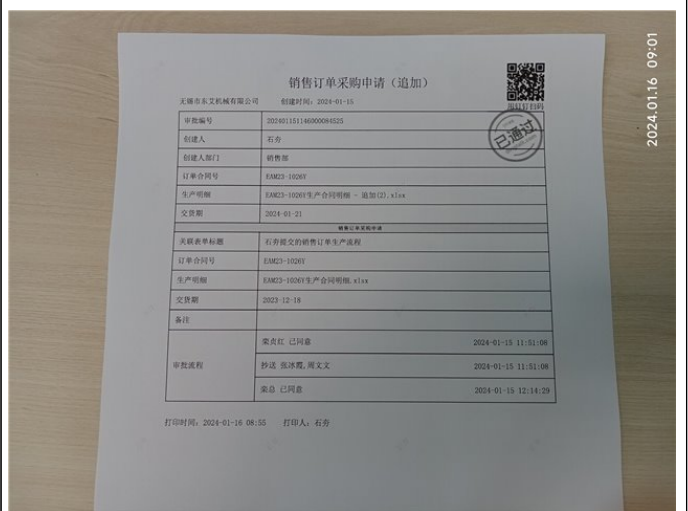 2024.01.16 09:01
销售订单采购申请（追加）
无锡市东艾机械有限公司 创建时间：2024-01-15
钉钉扫码
已通过
审批编号 202401151146000084525
创建人 石夯
创建人部门 销售部
订单合同号 EAM23-1026Y
生产明细 EAM23-1026Y生产合同明细 - 追加(2).xlsx
交货期 2024-01-21
销售订单采购申请
关联表单标题 石夯提交的销售订单生产流程
订单合同号 EAM23-1026Y
生产明细 EAM23-1026Y生产合同明细.xlsx
交货期 2023-12-18
备注
审批流程
栾贞红 已同意 2024-01-15 11:51:08
抄送 张冰霞,周文文 2024-01-15 11:51:08
栾总 已同意 2024-01-15 12:14:29
打印时间：2024-01-16 08:55 打印人：石夯